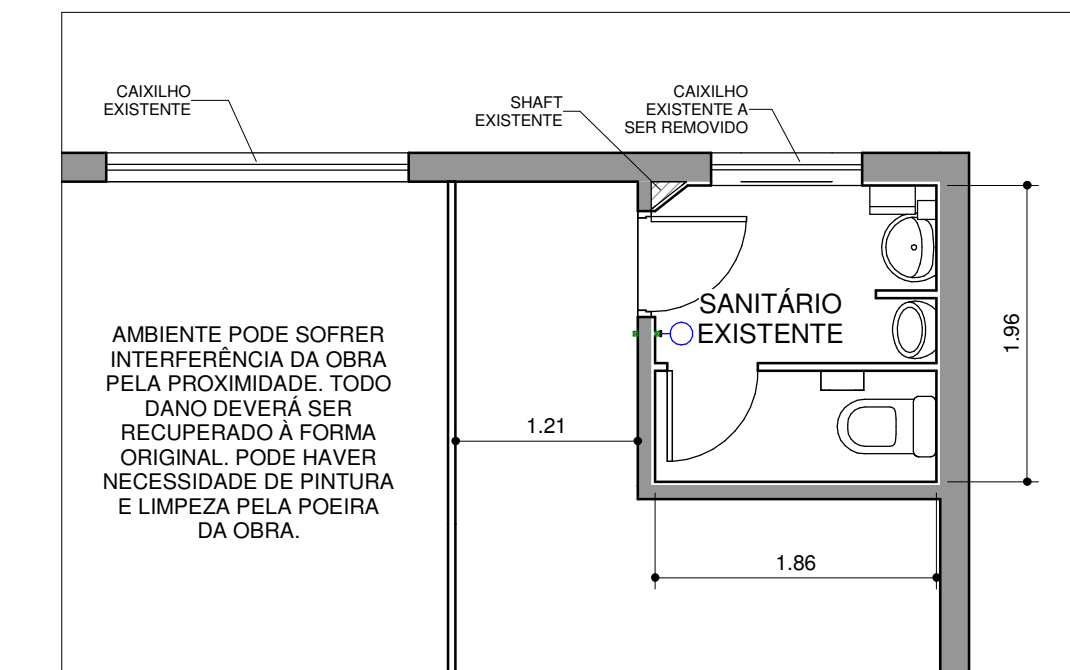 CAIXILHO
EXISTENTE
SHAFT
EXISTENTE
CAIXILHO
EXISTENTE A
SER REMOVIDO
SANITÁRIO
EXISTENTE
AMBIENTE PODE SOFRER
INTERFERÊNCIA DA OBRA
PELA PROXIMIDADE. TODO
DANO DEVERÁ SER
RECUPERADO À FORMA
ORIGINAL. PODE HAVER
NECESSIDADE DE PINTURA
E LIMPEZA PELA POEIRA
DA OBRA.
1.21
1.96
1.86